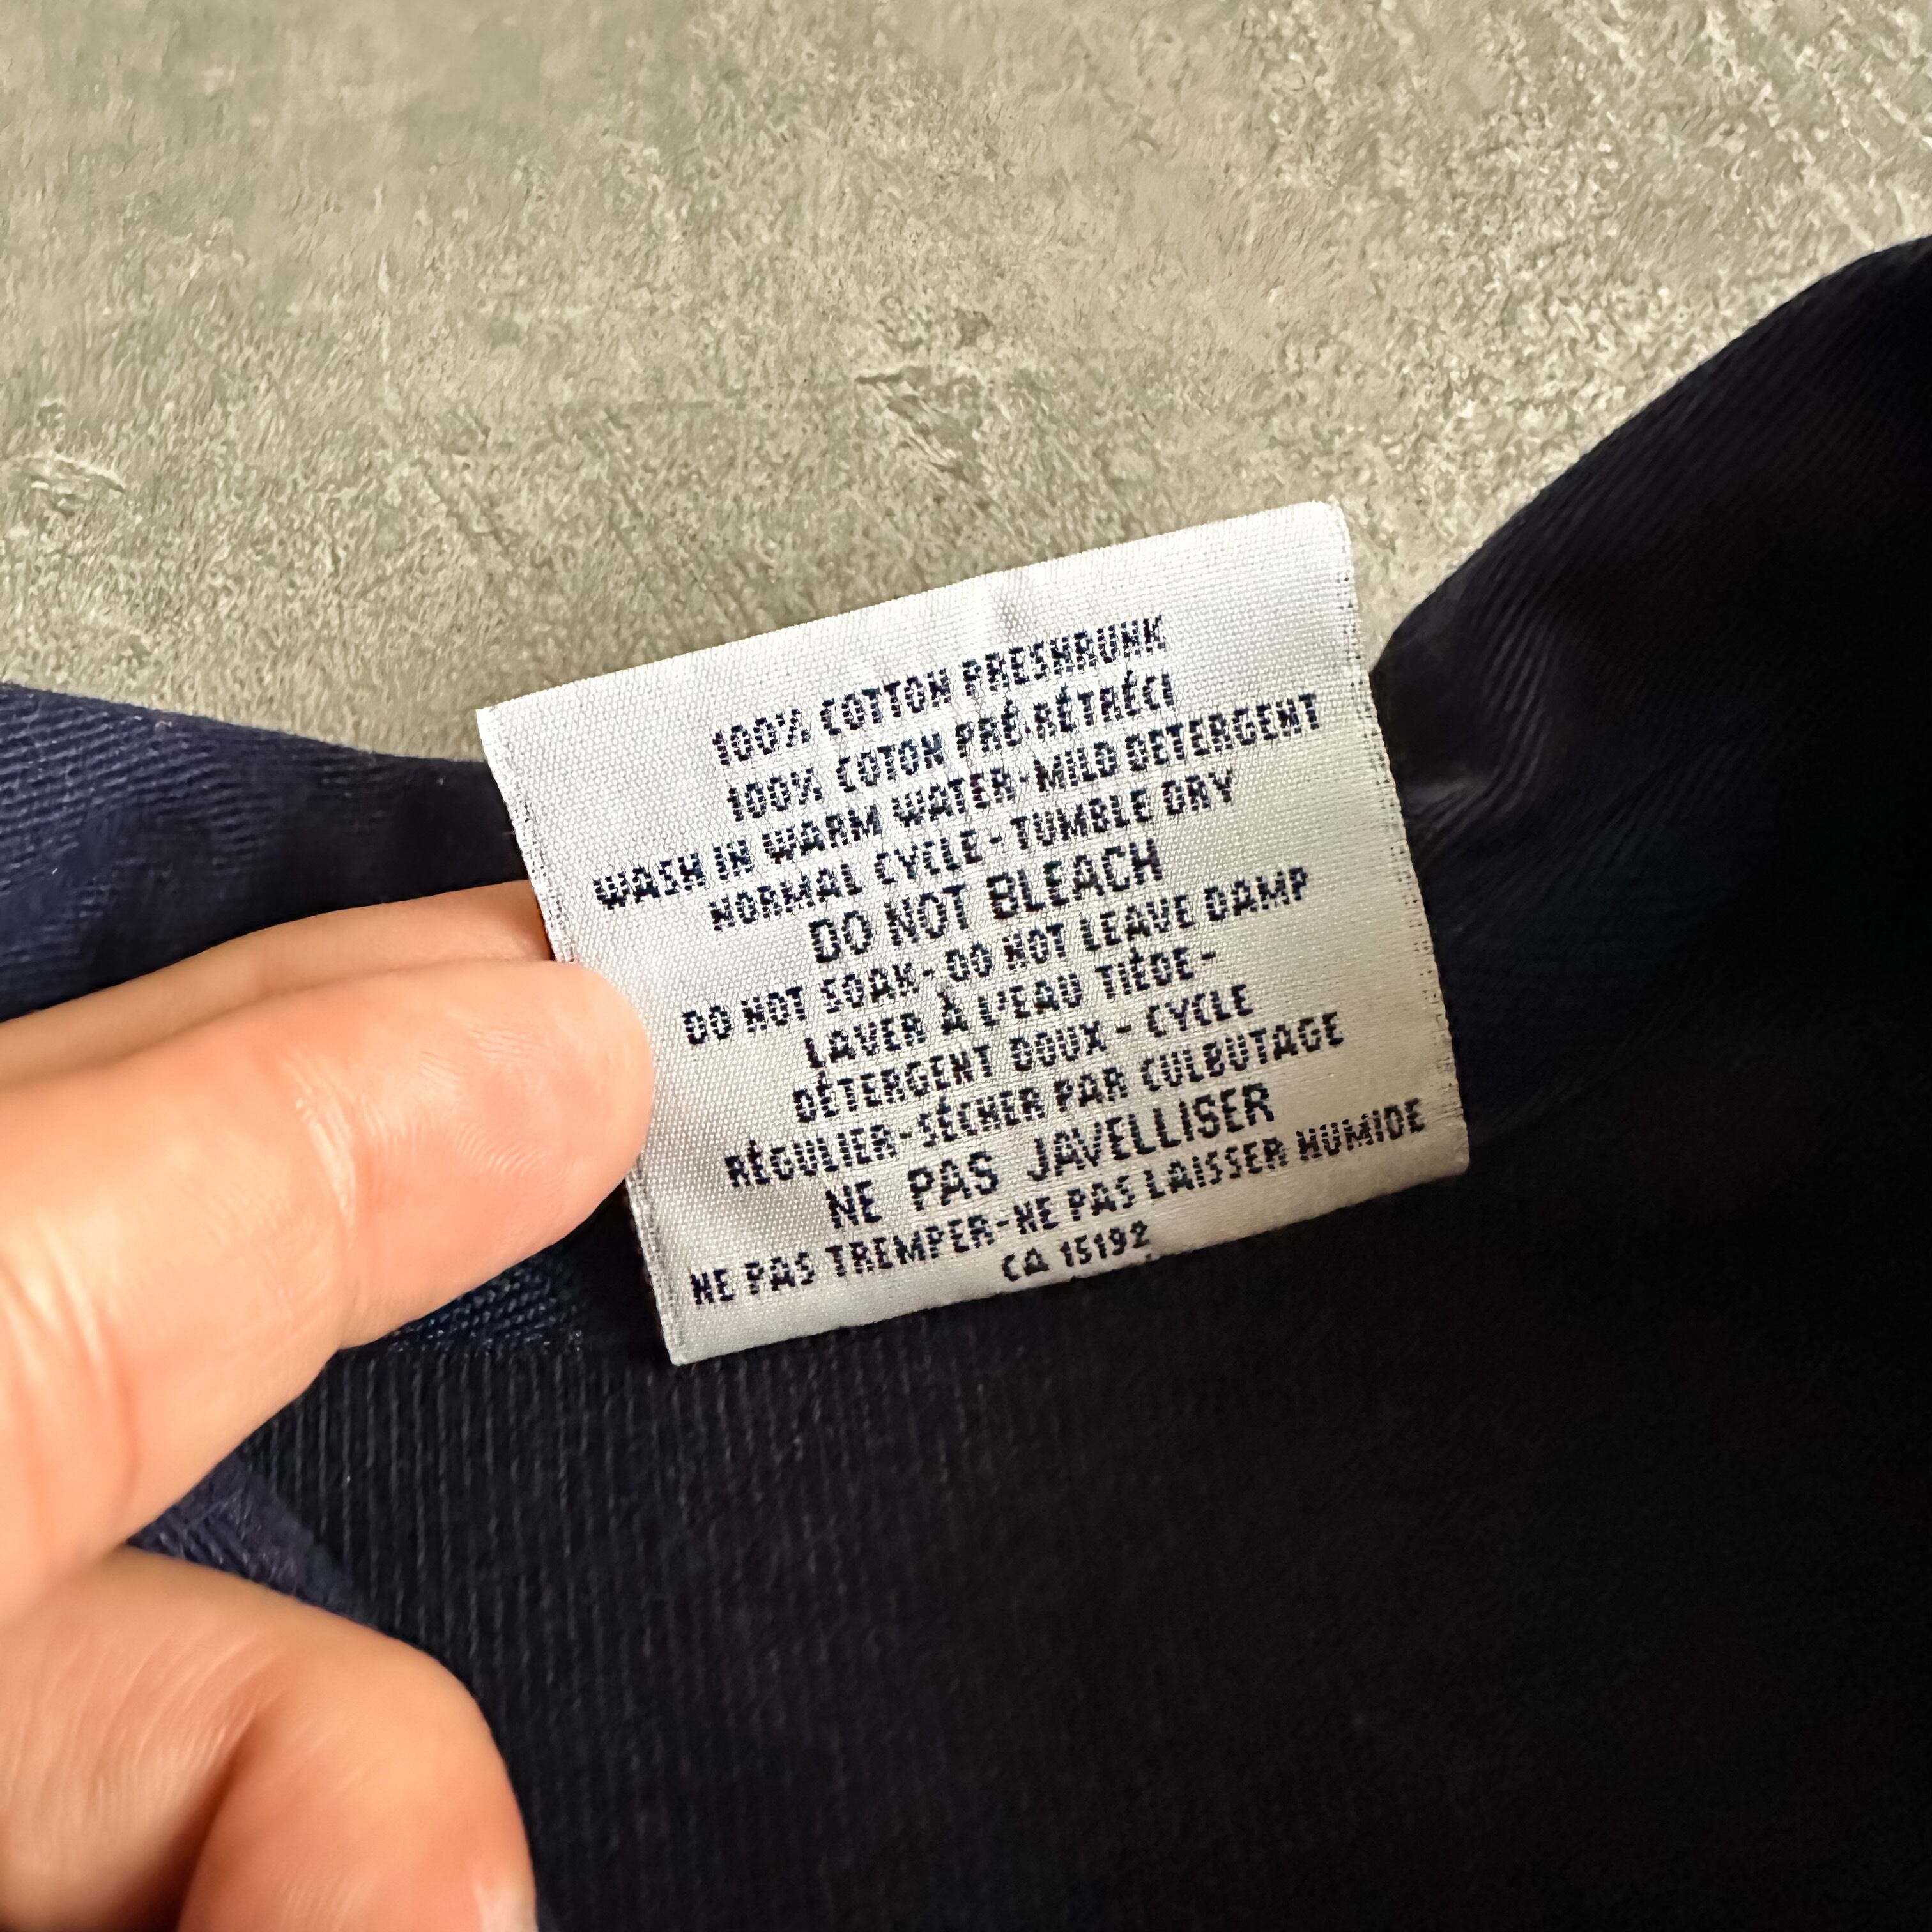 100% COTTON PRESHRUNK
100% COTON PRÉ-RÉTRÉCI
WASH IN WARM WATER-MILD DETERGENT
NORMAL CYCLE-TUMBLE DRY
DO NOT BLEACH
DO NOT SOAK-DO NOT LEAVE DAMP
LAVER À L'EAU TIÉDE-
DÉTERGENT DOUX - CYCLE
RÉGULIER-SÉCHER PAR CULBUTAGE
NE PAS JAVELLISER
NE PAS TREMPER-NE PAS LAISSER HUMIDE
CA 15192